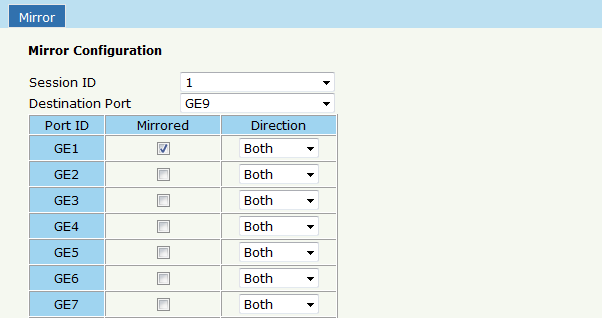 Mirror
Mirror Configuration
Session ID 1
Destination Port GE9
Port ID Mirrored Direction
GE1 Both
GE2 Both
GE3 Both
GE4 Both
GE5 Both
GE6 Both
GE7 Both